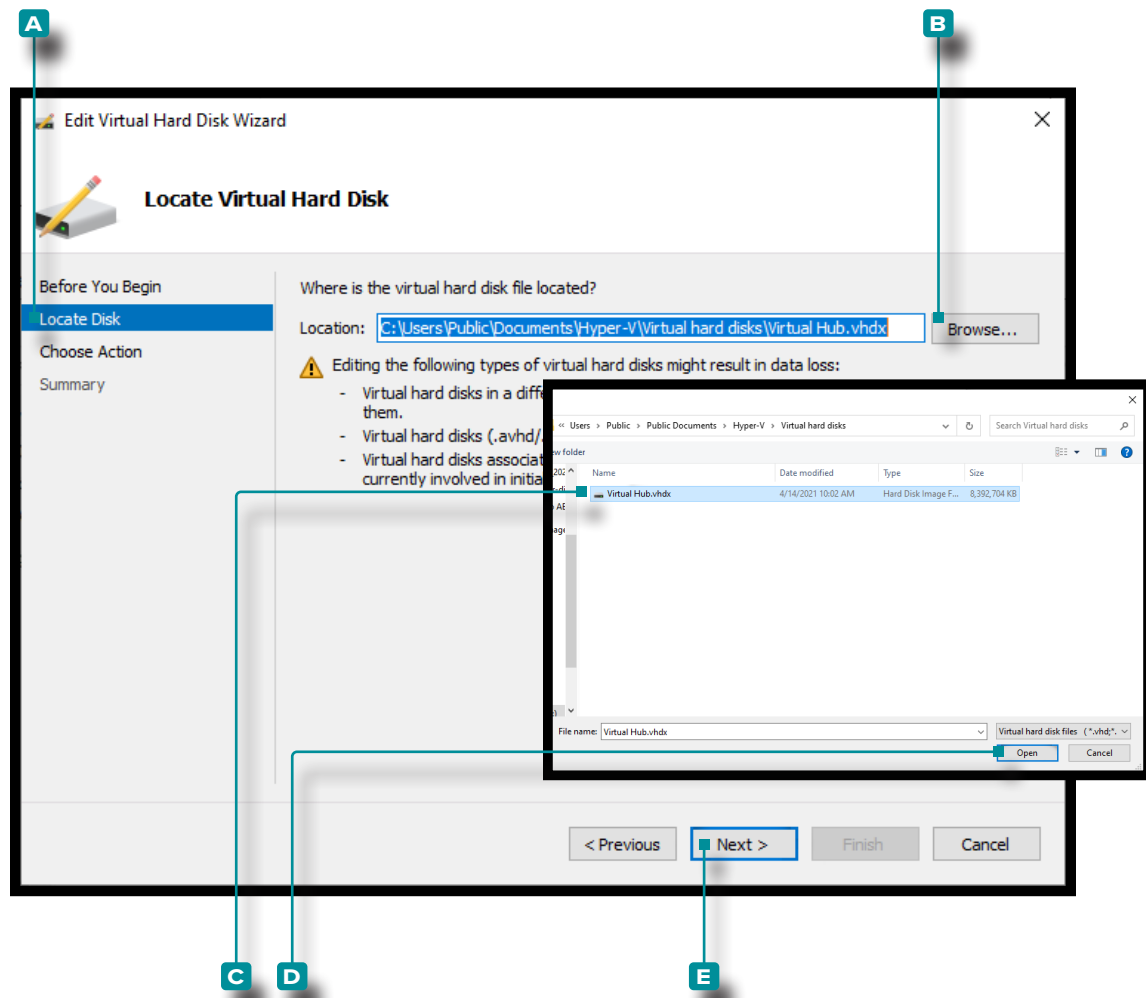 A
B
Edit Virtual Hard Disk Wizard
Locate Virtual Hard Disk
Before You Begin
Locate Disk
Choose Action
Summary
Where is the virtual hard disk file located?
Location: C:\Users\Public\Documents\Hyper-V\Virtual hard disks\Virtual Hub.vhdx Browse...
Editing the following types of virtual hard disks might result in data loss:
- Virtual hard disks in a diff
them.
- Virtual hard disks (.avhd/
- Virtual hard disks associat
currently involved in initia
« Users > Public > Public Documents > Hyper-V > Virtual hard disks
Search Virtual hard disks
folder
Name Date modified Type Size
Virtual Hub.vhdx 4/14/2021 10:02 AM Hard Disk Image F... 8,392,704 KB
File name: Virtual Hub.vhdx Virtual hard disk files (*.vhd;*.
Open Cancel
< Previous Next > Finish Cancel
C
D
E